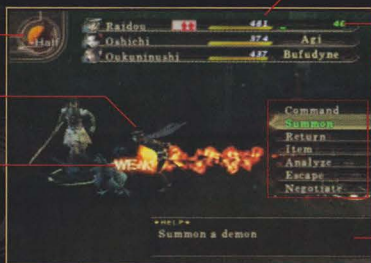 Half
Raidou 481 46
Oshichi 374 Agi
Oukuninushi 437 Bufudyne
WEAK
Command
Summon
Return
Item
Analyze
Escape
Negotiate
HELP
Summon a demon